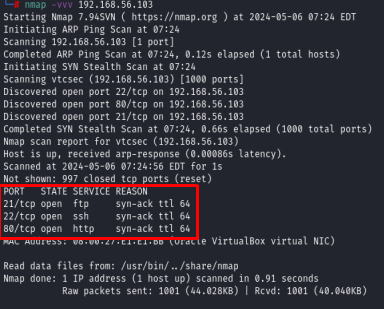 # nmap -vvv 192.168.56.103
Starting Nmap 7.94SVN ( https://nmap.org ) at 2024-05-06 07:24 EDT
Initiating ARP Ping Scan at 07:24
Scanning 192.168.56.103 [1 port]
Completed ARP Ping Scan at 07:24, 0.12s elapsed (1 total hosts)
Initiating SYN Stealth Scan at 07:24
Scanning vtcsec (192.168.56.103) [1000 ports]
Discovered open port 22/tcp on 192.168.56.103
Discovered open port 80/tcp on 192.168.56.103
Discovered open port 21/tcp on 192.168.56.103
Completed SYN Stealth Scan at 07:24, 0.66s elapsed (1000 total ports)
Nmap scan report for vtcsec (192.168.56.103)
Host is up, received arp-response (0.00086s latency).
Scanned at 2024-05-06 07:24:56 EDT for 1s
Not shown: 997 closed tcp ports (reset)
PORT STATE SERVICE REASON
21/tcp open ftp syn-ack ttl 64
22/tcp open ssh syn-ack ttl 64
80/tcp open http syn-ack ttl 64
MAC Address: 08:00:27:E1:E1:BB (Oracle VirtualBox virtual NIC)
Read data files from: /usr/bin/../share/nmap
Nmap done: 1 IP address (1 host up) scanned in 0.91 seconds
Raw packets sent: 1001 (44.028KB) | Rcvd: 1001 (40.040KB)